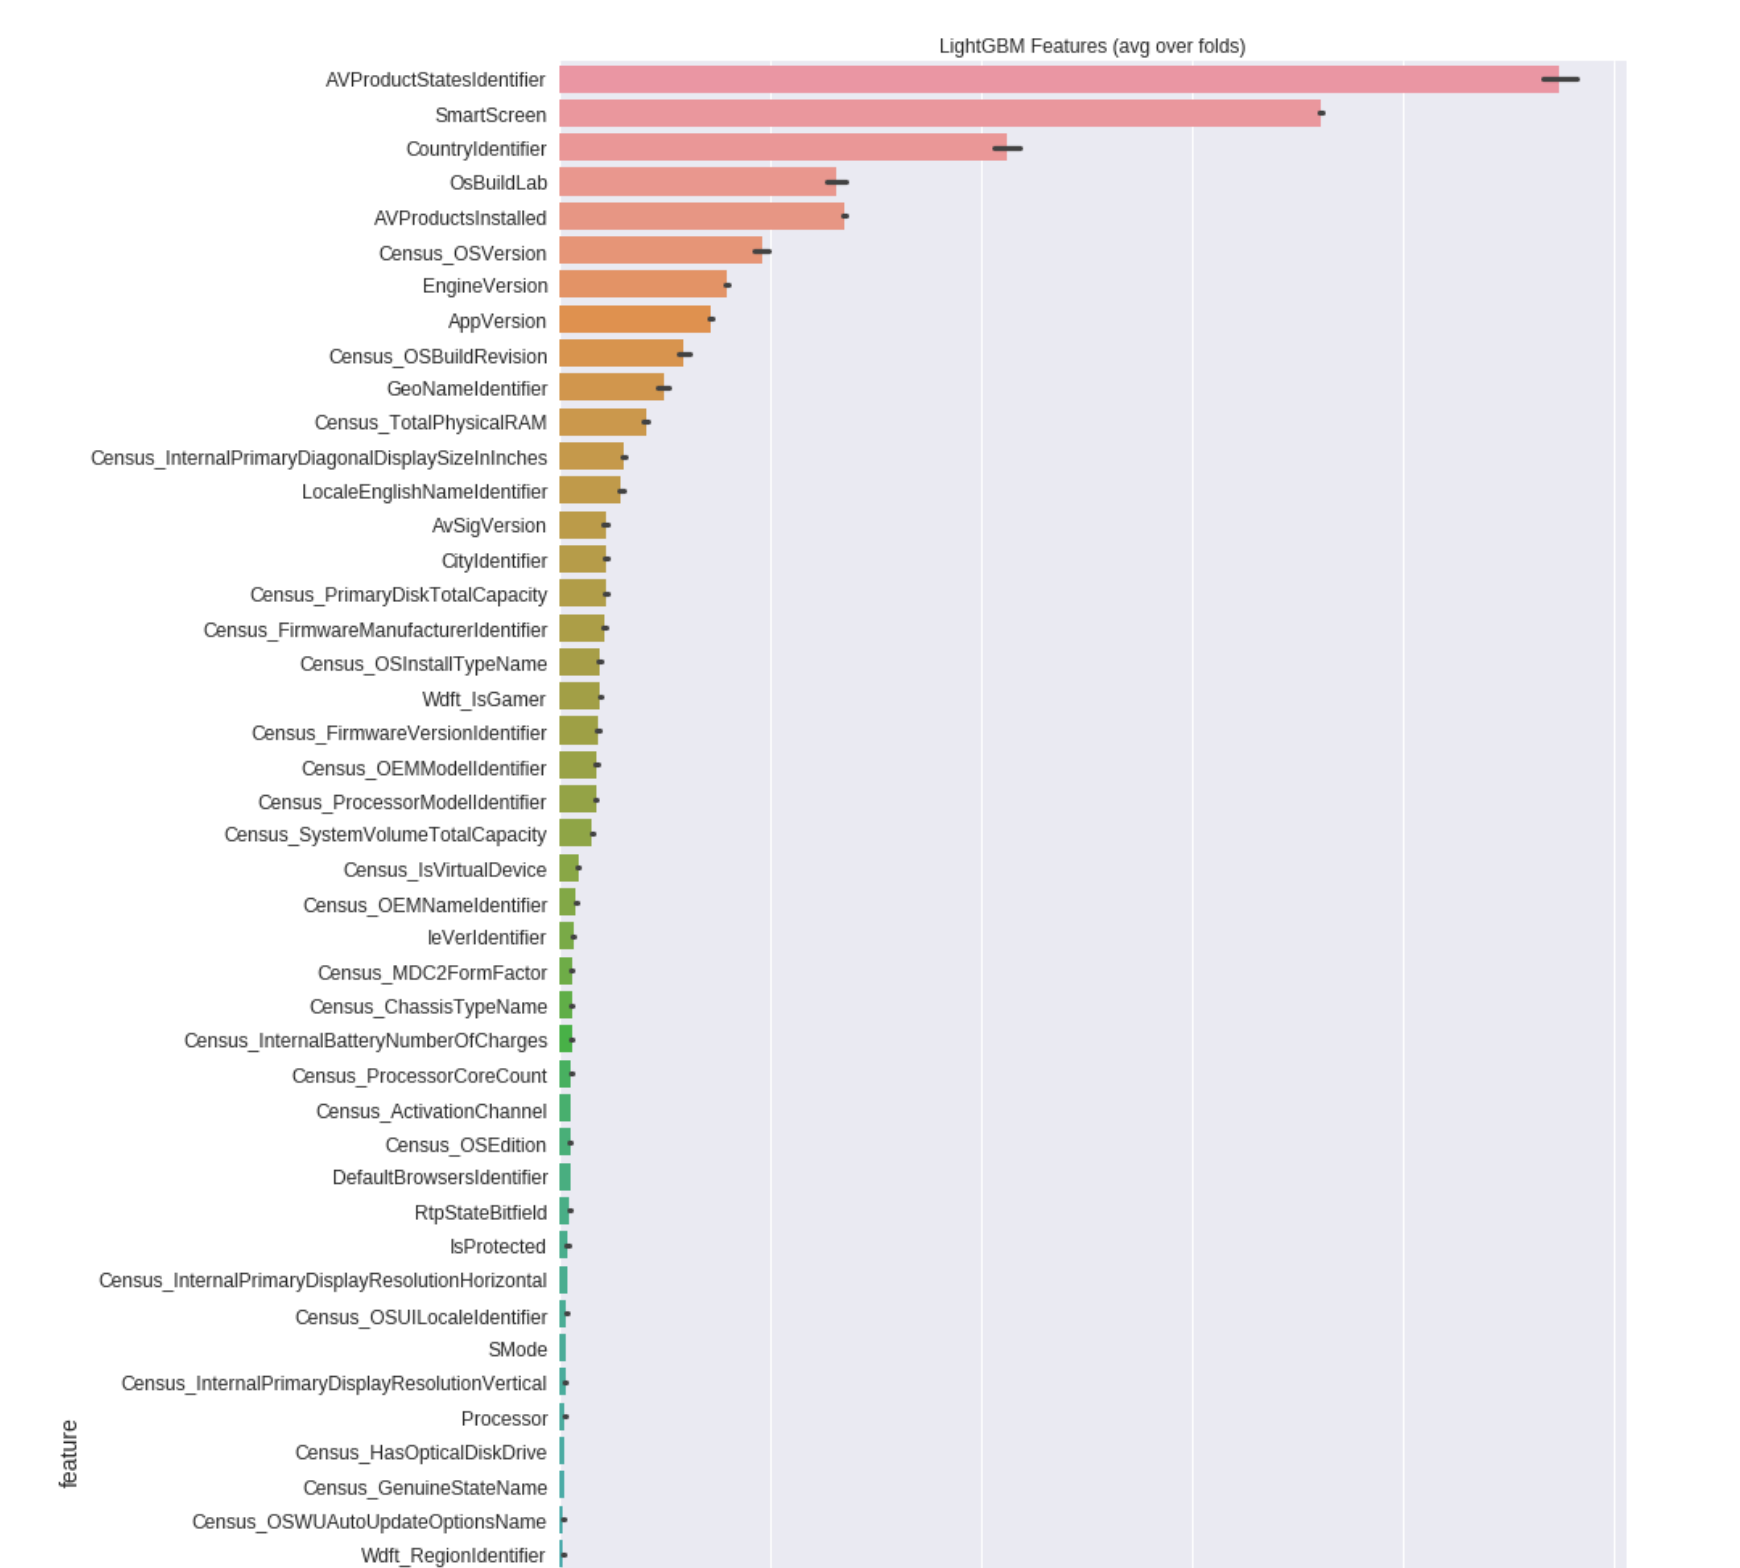 LightGBM Features (avg over folds)
AVProductStatesIdentifier
SmartScreen
CountryIdentifier
OsBuildLab
AVProductsInstalled
Census_OSVersion
EngineVersion
AppVersion
Census_OSBuildRevision
GeoNameIdentifier
Census_TotalPhysicalRAM
Census_InternalPrimaryDiagonalDisplaySizeInInches
LocaleEnglishNameIdentifier
AvSigVersion
CityIdentifier
Census_PrimaryDiskTotalCapacity
Census_FirmwareManufacturerIdentifier
Census_OSInstallTypeName
Wdft_IsGamer
Census_FirmwareVersionIdentifier
Census_OEMModelIdentifier
Census_ProcessorModelIdentifier
Census_SystemVolumeTotalCapacity
Census_IsVirtualDevice
Census_OEMNameIdentifier
IeVerIdentifier
Census_MDC2FormFactor
Census_ChassisTypeName
Census_InternalBatteryNumberOfCharges
Census_ProcessorCoreCount
Census_ActivationChannel
Census_OSEdition
DefaultBrowsersIdentifier
RtpStateBitfield
IsProtected
Census_InternalPrimaryDisplayResolutionHorizontal
Census_OSUILocaleIdentifier
SMode
Census_InternalPrimaryDisplayResolutionVertical
Processor
Census_HasOpticalDiskDrive
Census_GenuineStateName
Census_OSWUAutoUpdateOptionsName
Wdft_RegionIdentifier
feature